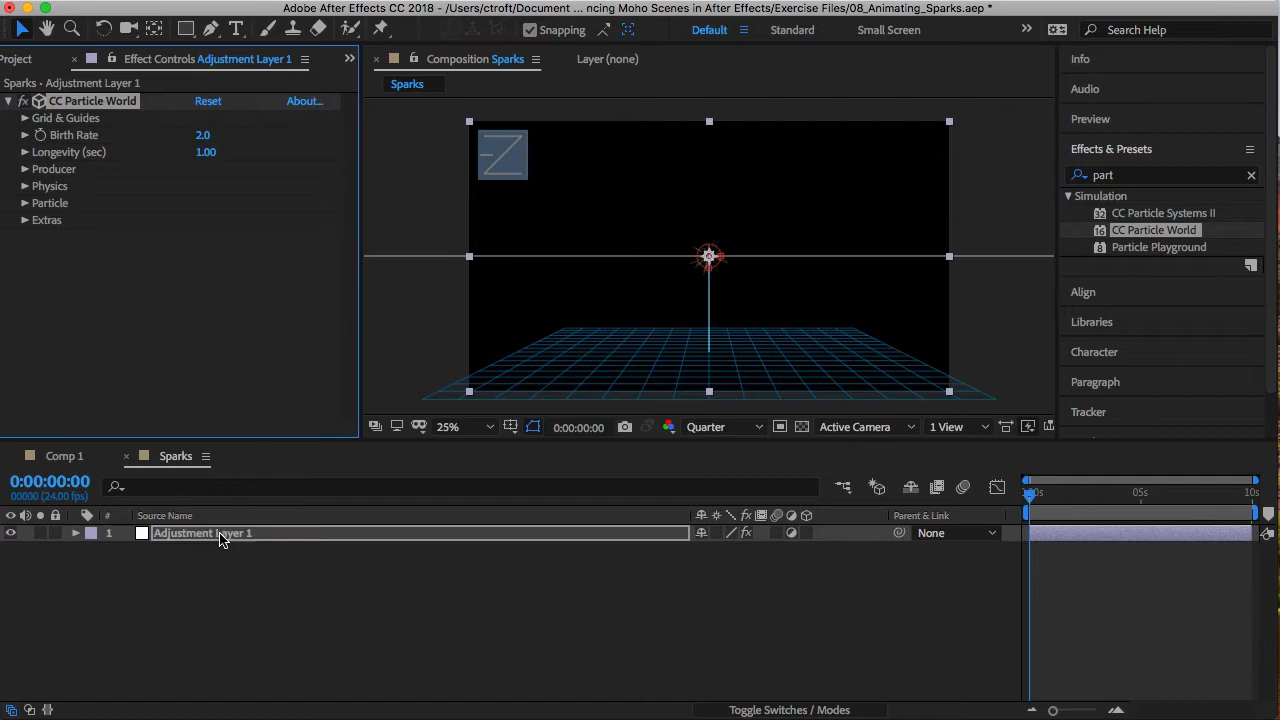 Adobe After Effects CC 2018 - /Users/ctroft/Document ... ncing Moho Scenes in After Effects/Exercise Files/08_Animating_Sparks.aep *
Snapping
Default
Standard
Small Screen
Search Help
Project
Effect Controls Adjustment Layer 1
Composition Sparks
Layer (none)
Info
Sparks • Adjustment Layer 1
Sparks
Audio
fx CC Particle World Reset About...
Grid & Guides
Preview
Birth Rate 2.0
Longevity (sec) 1.00
Effects & Presets
Producer
part
Physics
Simulation
Particle
32 CC Particle Systems II
Extras
16 CC Particle World
8 Particle Playground
Align
Libraries
Character
Paragraph
Tracker
25% 0:00:00:00 Quarter Active Camera 1 View
Comp 1
Sparks
0:00:00:00
00000 (24.00 fps)
05s 10s
# Source Name fx Parent & Link
1 Adjustment Layer 1 fx None
Toggle Switches / Modes